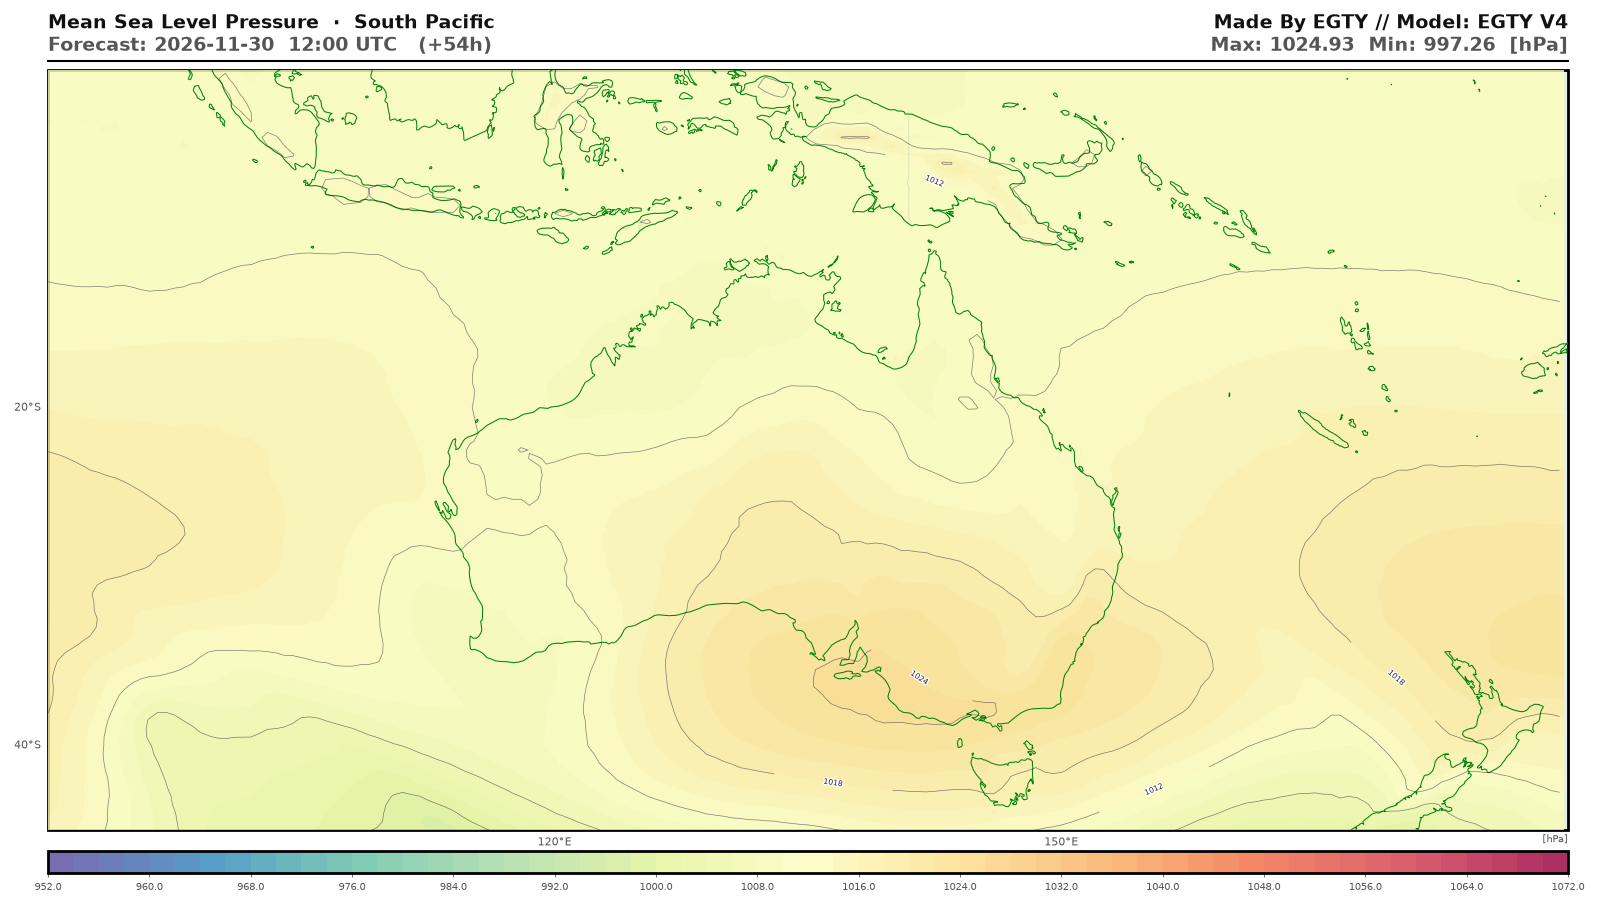 Mean Sea Level Pressure · South Pacific
Made By EGTY // Model: EGTY V4
Forecast: 2026-11-30 12:00 UTC (+54h)
Max: 1024.93 Min: 997.26 [hPa]
1012
20°S
1024
1018
40°S
1018
1012
120°E
150°E
[hPa]
952.0 960.0 968.0 976.0 984.0 992.0 1000.0 1008.0 1016.0 1024.0 1032.0 1040.0 1048.0 1056.0 1064.0 1072.0